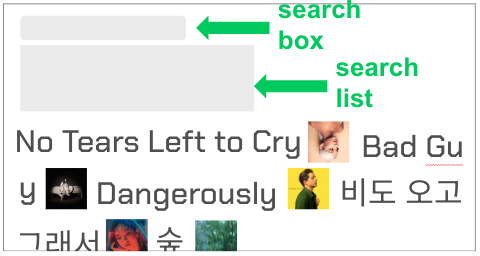 search
box
search
list
No Tears Left to Cry Bad Gu
y Dangerously 비도 오고
그래서 숲